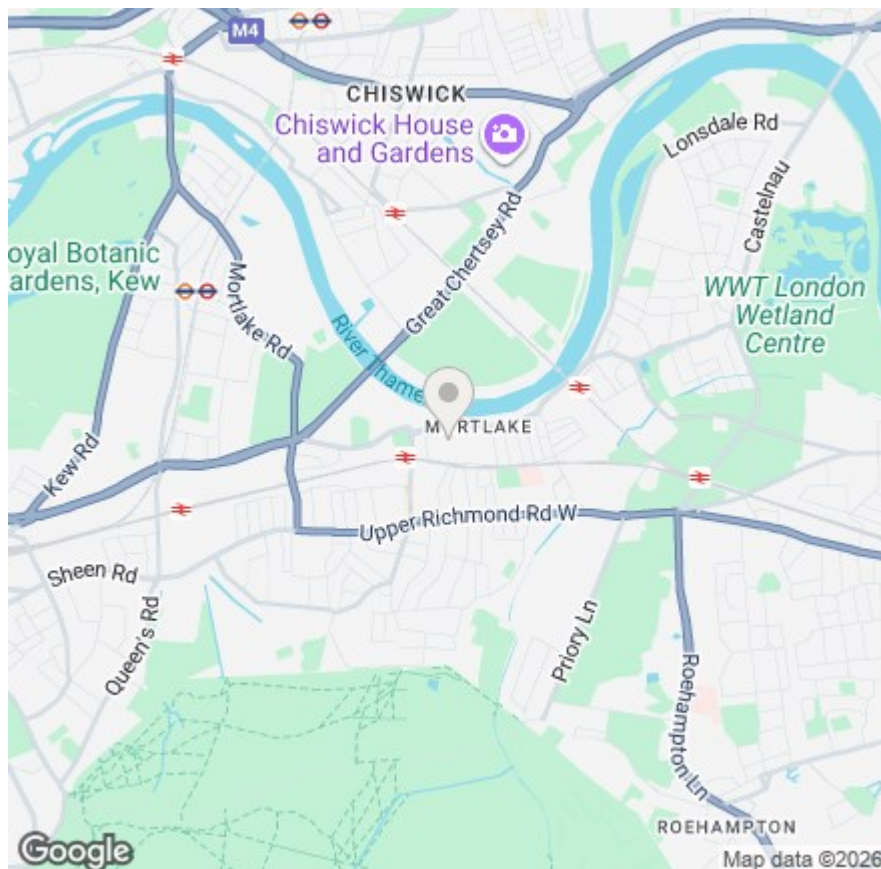 M4
CHISWICK
Chiswick House
and Gardens
Lonsdale Rd
Castelnau
Great Chertsey Rd
oyal Botanic
ardens, Kew
Mortlake Rd
WWT London
Wetland
Centre
River Thame
M RTLAKE
Kew Rd
Upper Richmond Rd W
Sheen Rd
Queen's Rd
Priory Ln
Roehampton Ln
ROEHAMPTON
Google
Map data ©2026